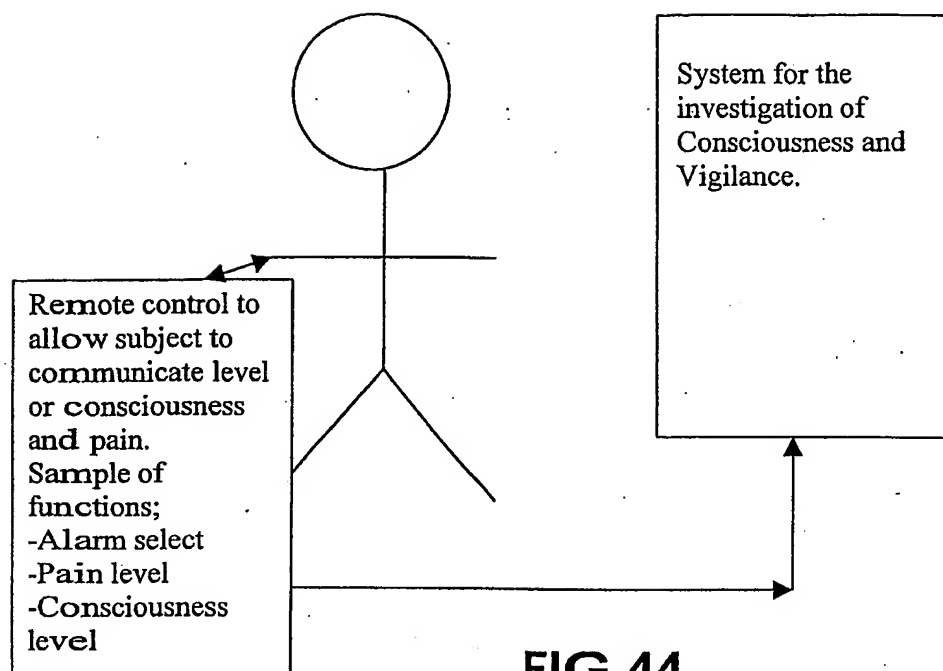 System for the
investigation of
Consciousness and
Vigilance.
Remote control to
allow subject to
communicate level
or consciousness
and pain.
Sample of
functions;
-Alarm select
-Pain level
-Consciousness
level
FIG 44